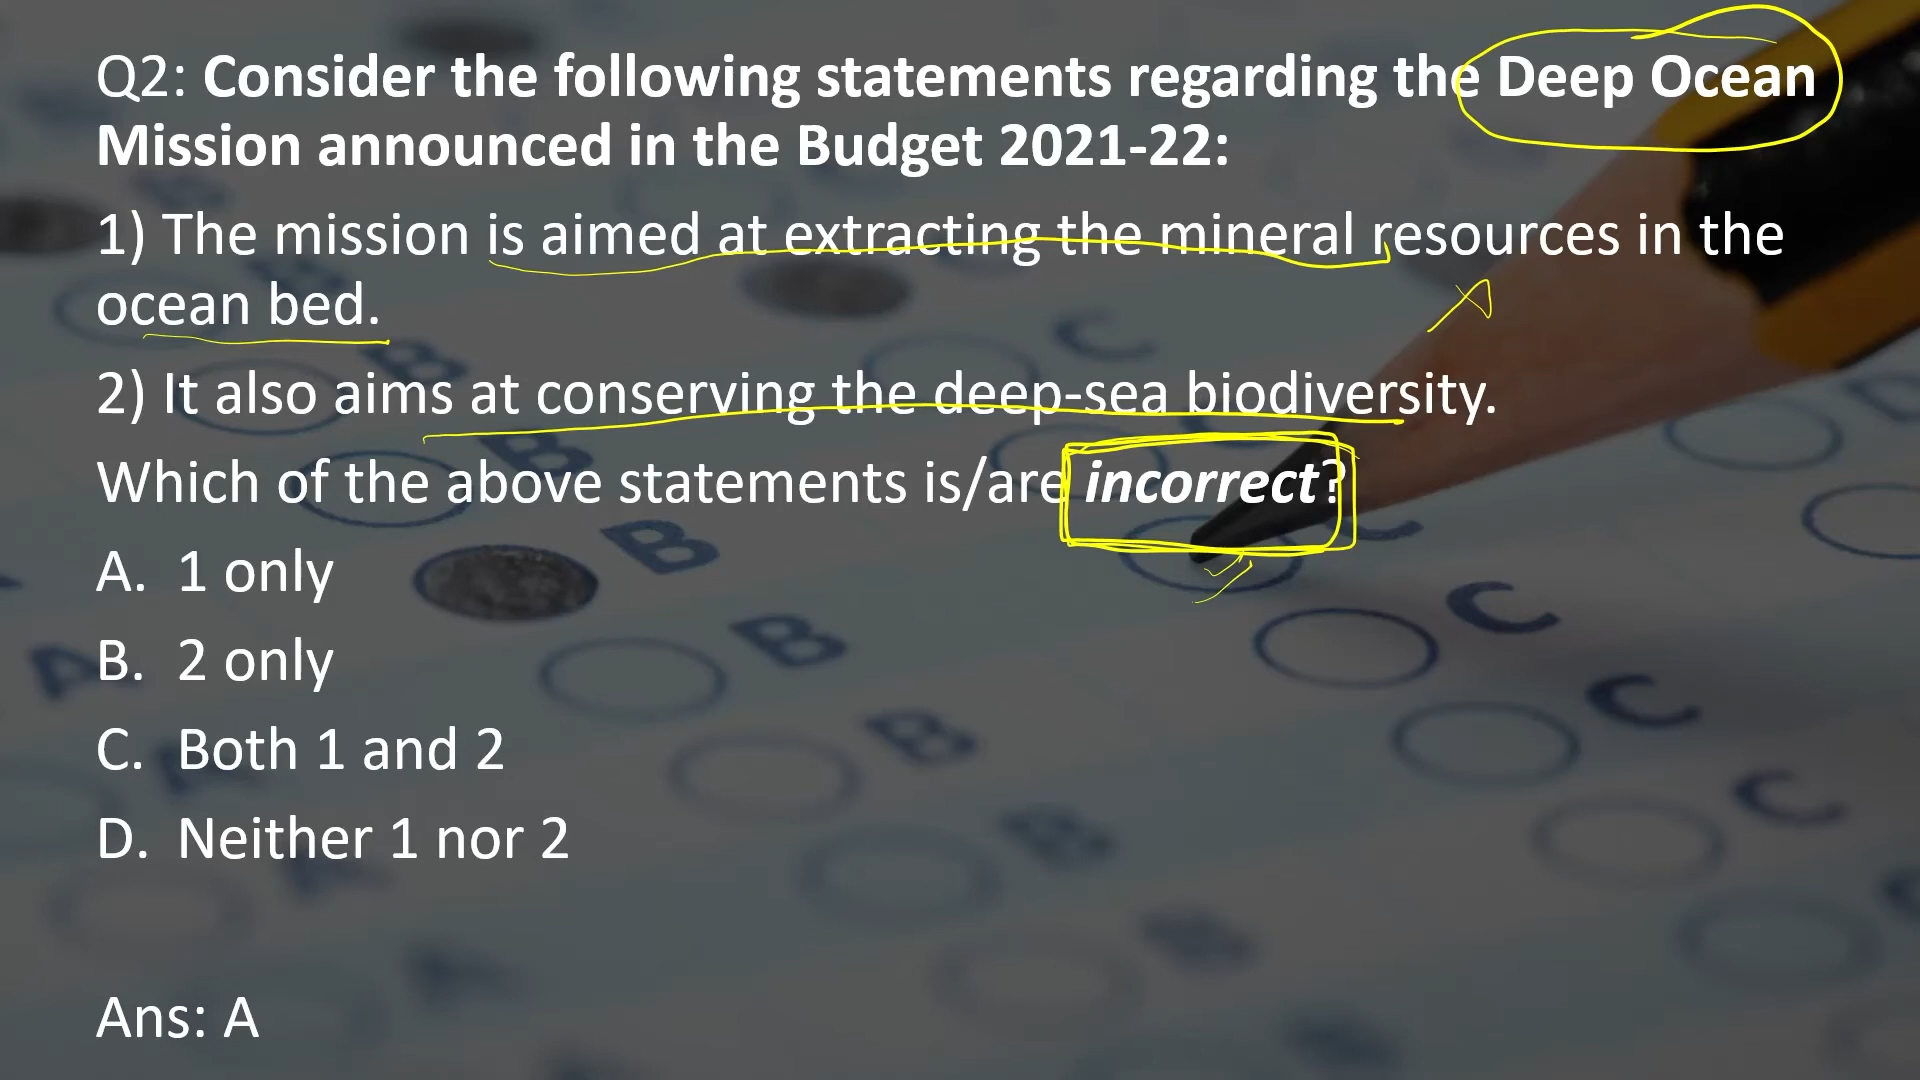 Q2: Consider the following statements regarding the Deep Ocean
Mission announced in the Budget 2021-22:
1) The mission is aimed at extracting the mineral resources in the
ocean bed.
2) It also aims at conserving the deep-sea biodiversity.
Which of the above statements is/are incorrect?
A. 1 only
B. 2 only
C. Both 1 and 2
D. Neither 1 nor 2
Ans: A